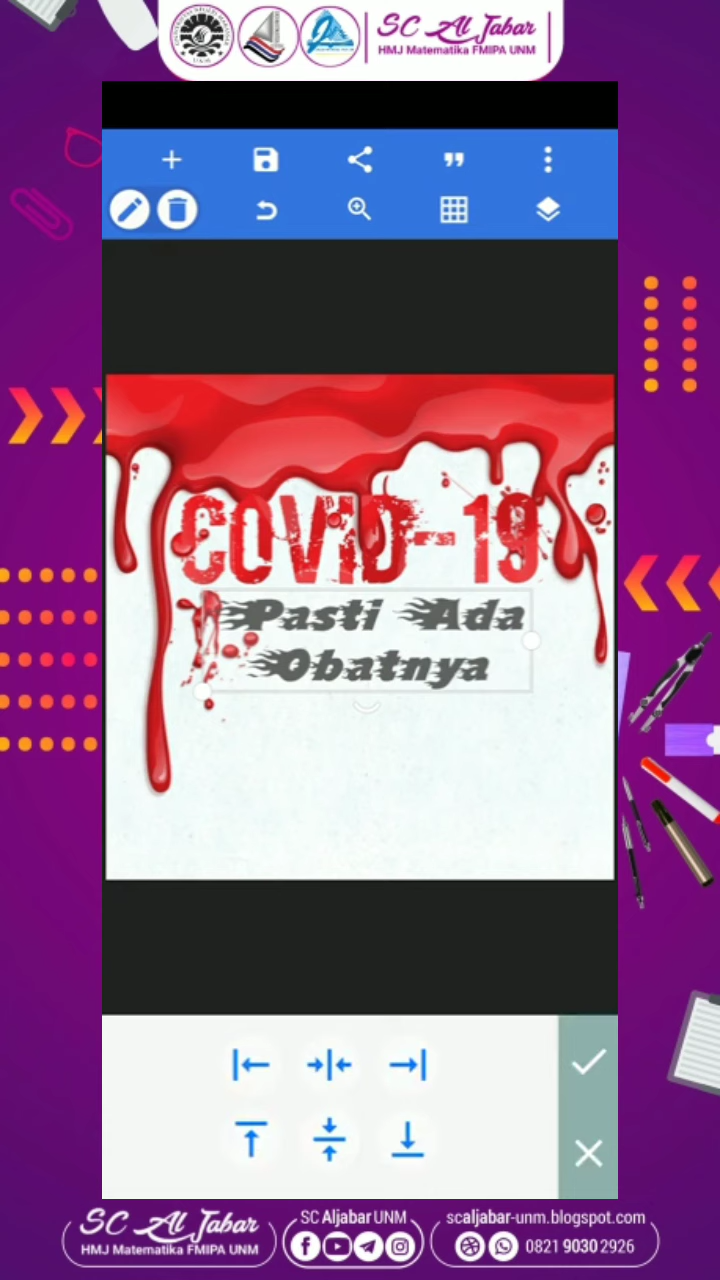 SC Al Jabar
HMJ Matematika FMIPA UNM
COVID-19
Pasti Ada
Obatnya
SC Al Jabar
HMJ Matematika FMIPA UNM
SC Aljabar UNM
scaljabar-unm.blogspot.com
0821 9030 2926